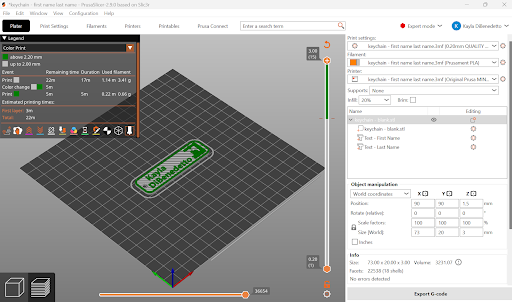 *keychain - first name last name - PrusaSlicer 2.9.0 based on Slic3r
File Edit Window View Configuration Help
Plater Print Settings Filaments Printers Printables Prusa Connect Enter a search term Expert mode Kayla DiBenedetto
Legend
Color Print
above 2.20 mm
up to 2.00 mm
Event Remaining time Duration Used filament
Print 22m 17m 1.14 m 3.41 g
Color change 5m
Print 5m 5m 0.22 m 0.66 g
Estimated printing times:
First layer: 3m
Total: 22m
3.00
(15)
0.20
(1)
36654
Print settings:
keychain - first name last name.3mf (0.20mm QUALITY
Filament:
keychain - first name last name.3mf (Prusament PLA)
Printer:
keychain - first name last name.3mf (Original Prusa MIN
Supports: None
Infill: 20% Brim:
Name Editing
keychain - blank.stl
keychain - blank.stl
Text - First Name
Text - Last Name
Object manipulation
World coordinates X Y Z
Position: 90 90 1.5 mm
Rotate (relative): 0 0 0 °
Scale factors: 100 100 100 %
Size [World]: 73 20 3 mm
Inches
Info
Size: 73.00 x 20.00 x 3.00 Volume: 3231.07
Facets: 22538 (18 shells)
No errors detected
Export G-code